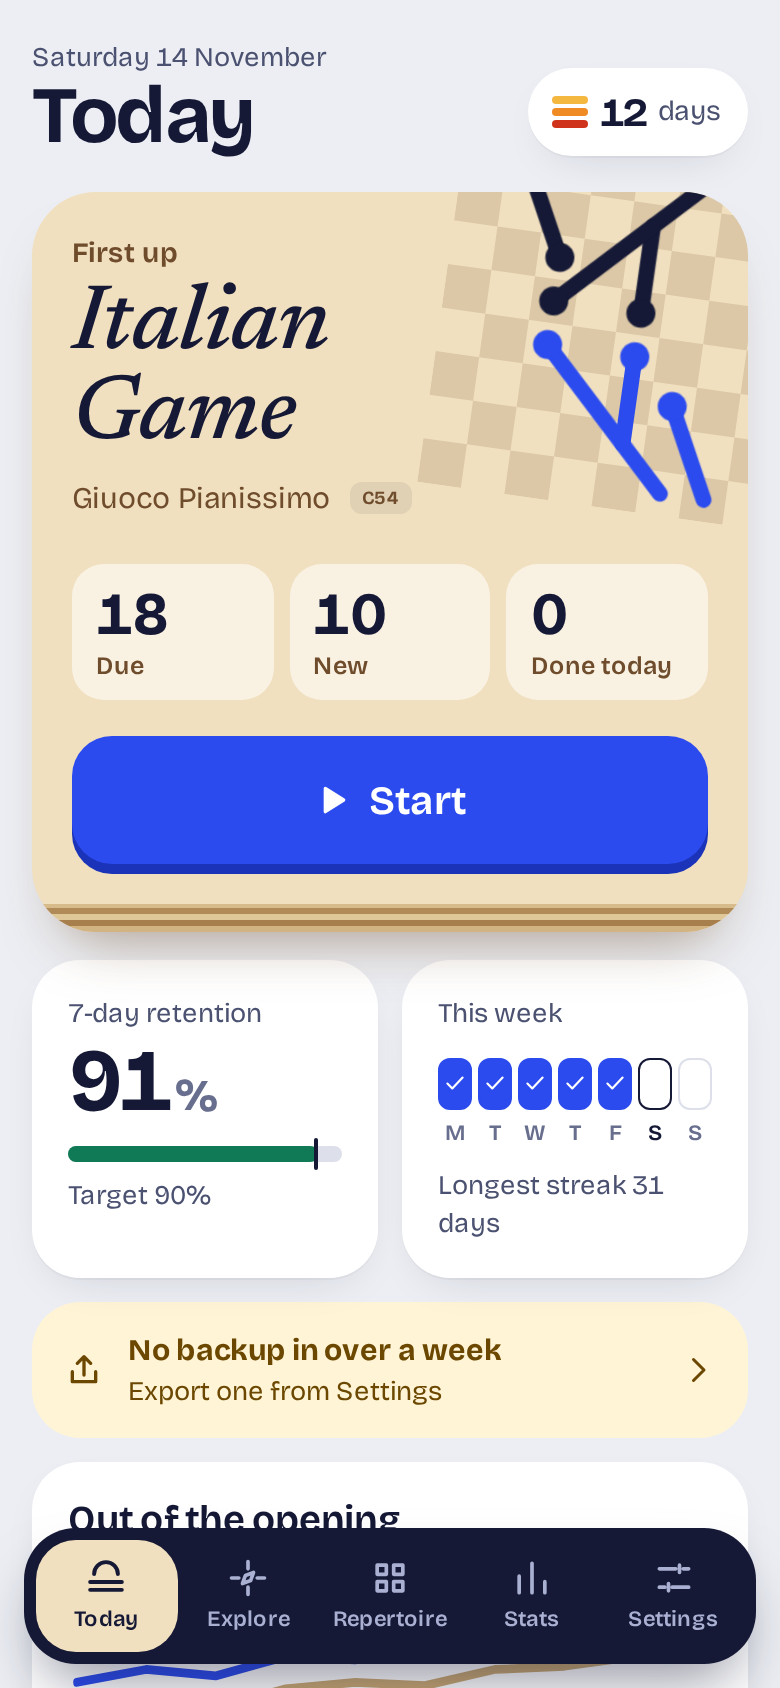 Saturday 14 November
Today
12 days
First up
Italian
Game
Giuoco Pianissimo C54
18 10 0
Due New Done today
Start
7-day retention
91%
Target 90%
This week
M T W T F S S
Longest streak 31
days
No backup in over a week
Export one from Settings
Out of the opening
Today Explore Repertoire Stats Settings